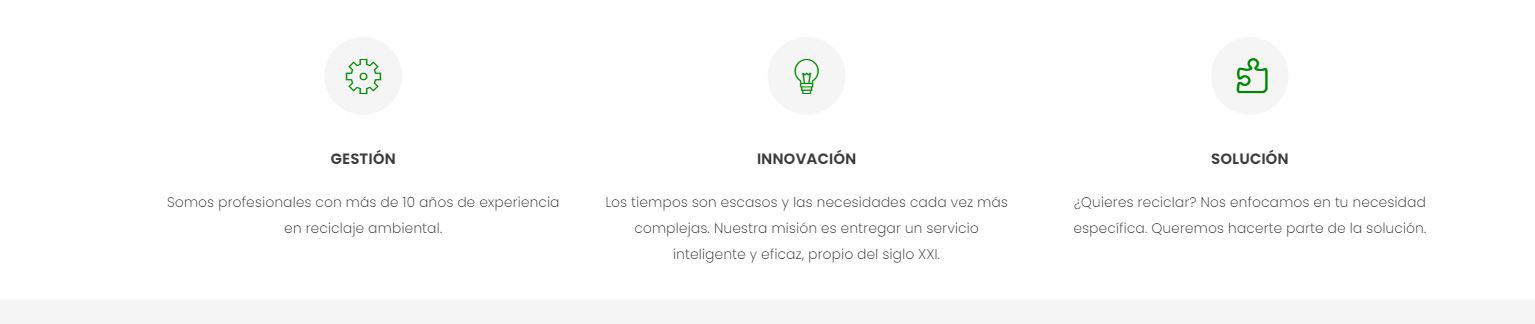 GESTIÓN
Somos profesionales con más de 10 años de experiencia
en reciclaje ambiental.
INNOVACIÓN
Los tiempos son escasos y las necesidades cada vez más
complejas. Nuestra misión es entregar un servicio
inteligente y eficaz, propio del siglo XXI.
SOLUCIÓN
¿Quieres reciclar? Nos enfocamos en tu necesidad
específica. Queremos hacerte parte de la solución.